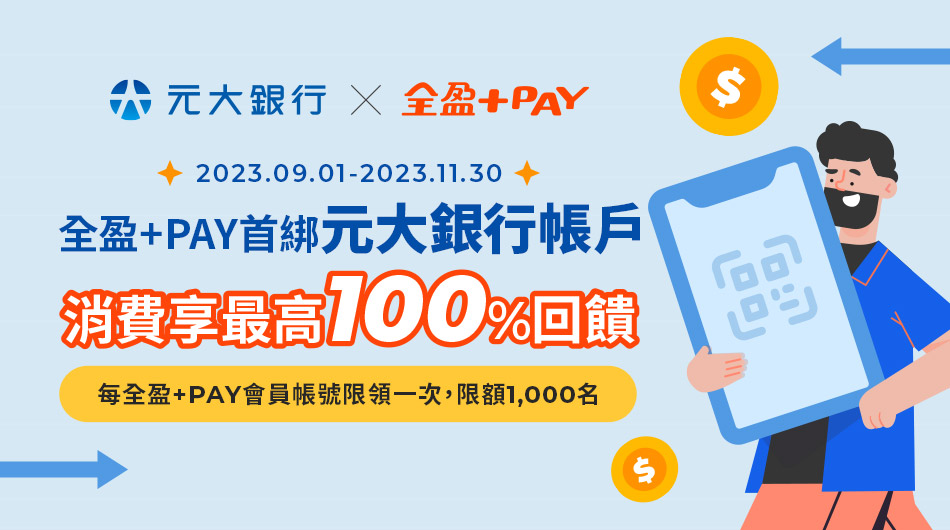 元大銀行 × 全盈+PAY
2023.09.01-2023.11.30
全盈+PAY首綁元大銀行帳戶
消費享最高100%回饋
每全盈+PAY會員帳號限領一次,限額1,000名
$
$